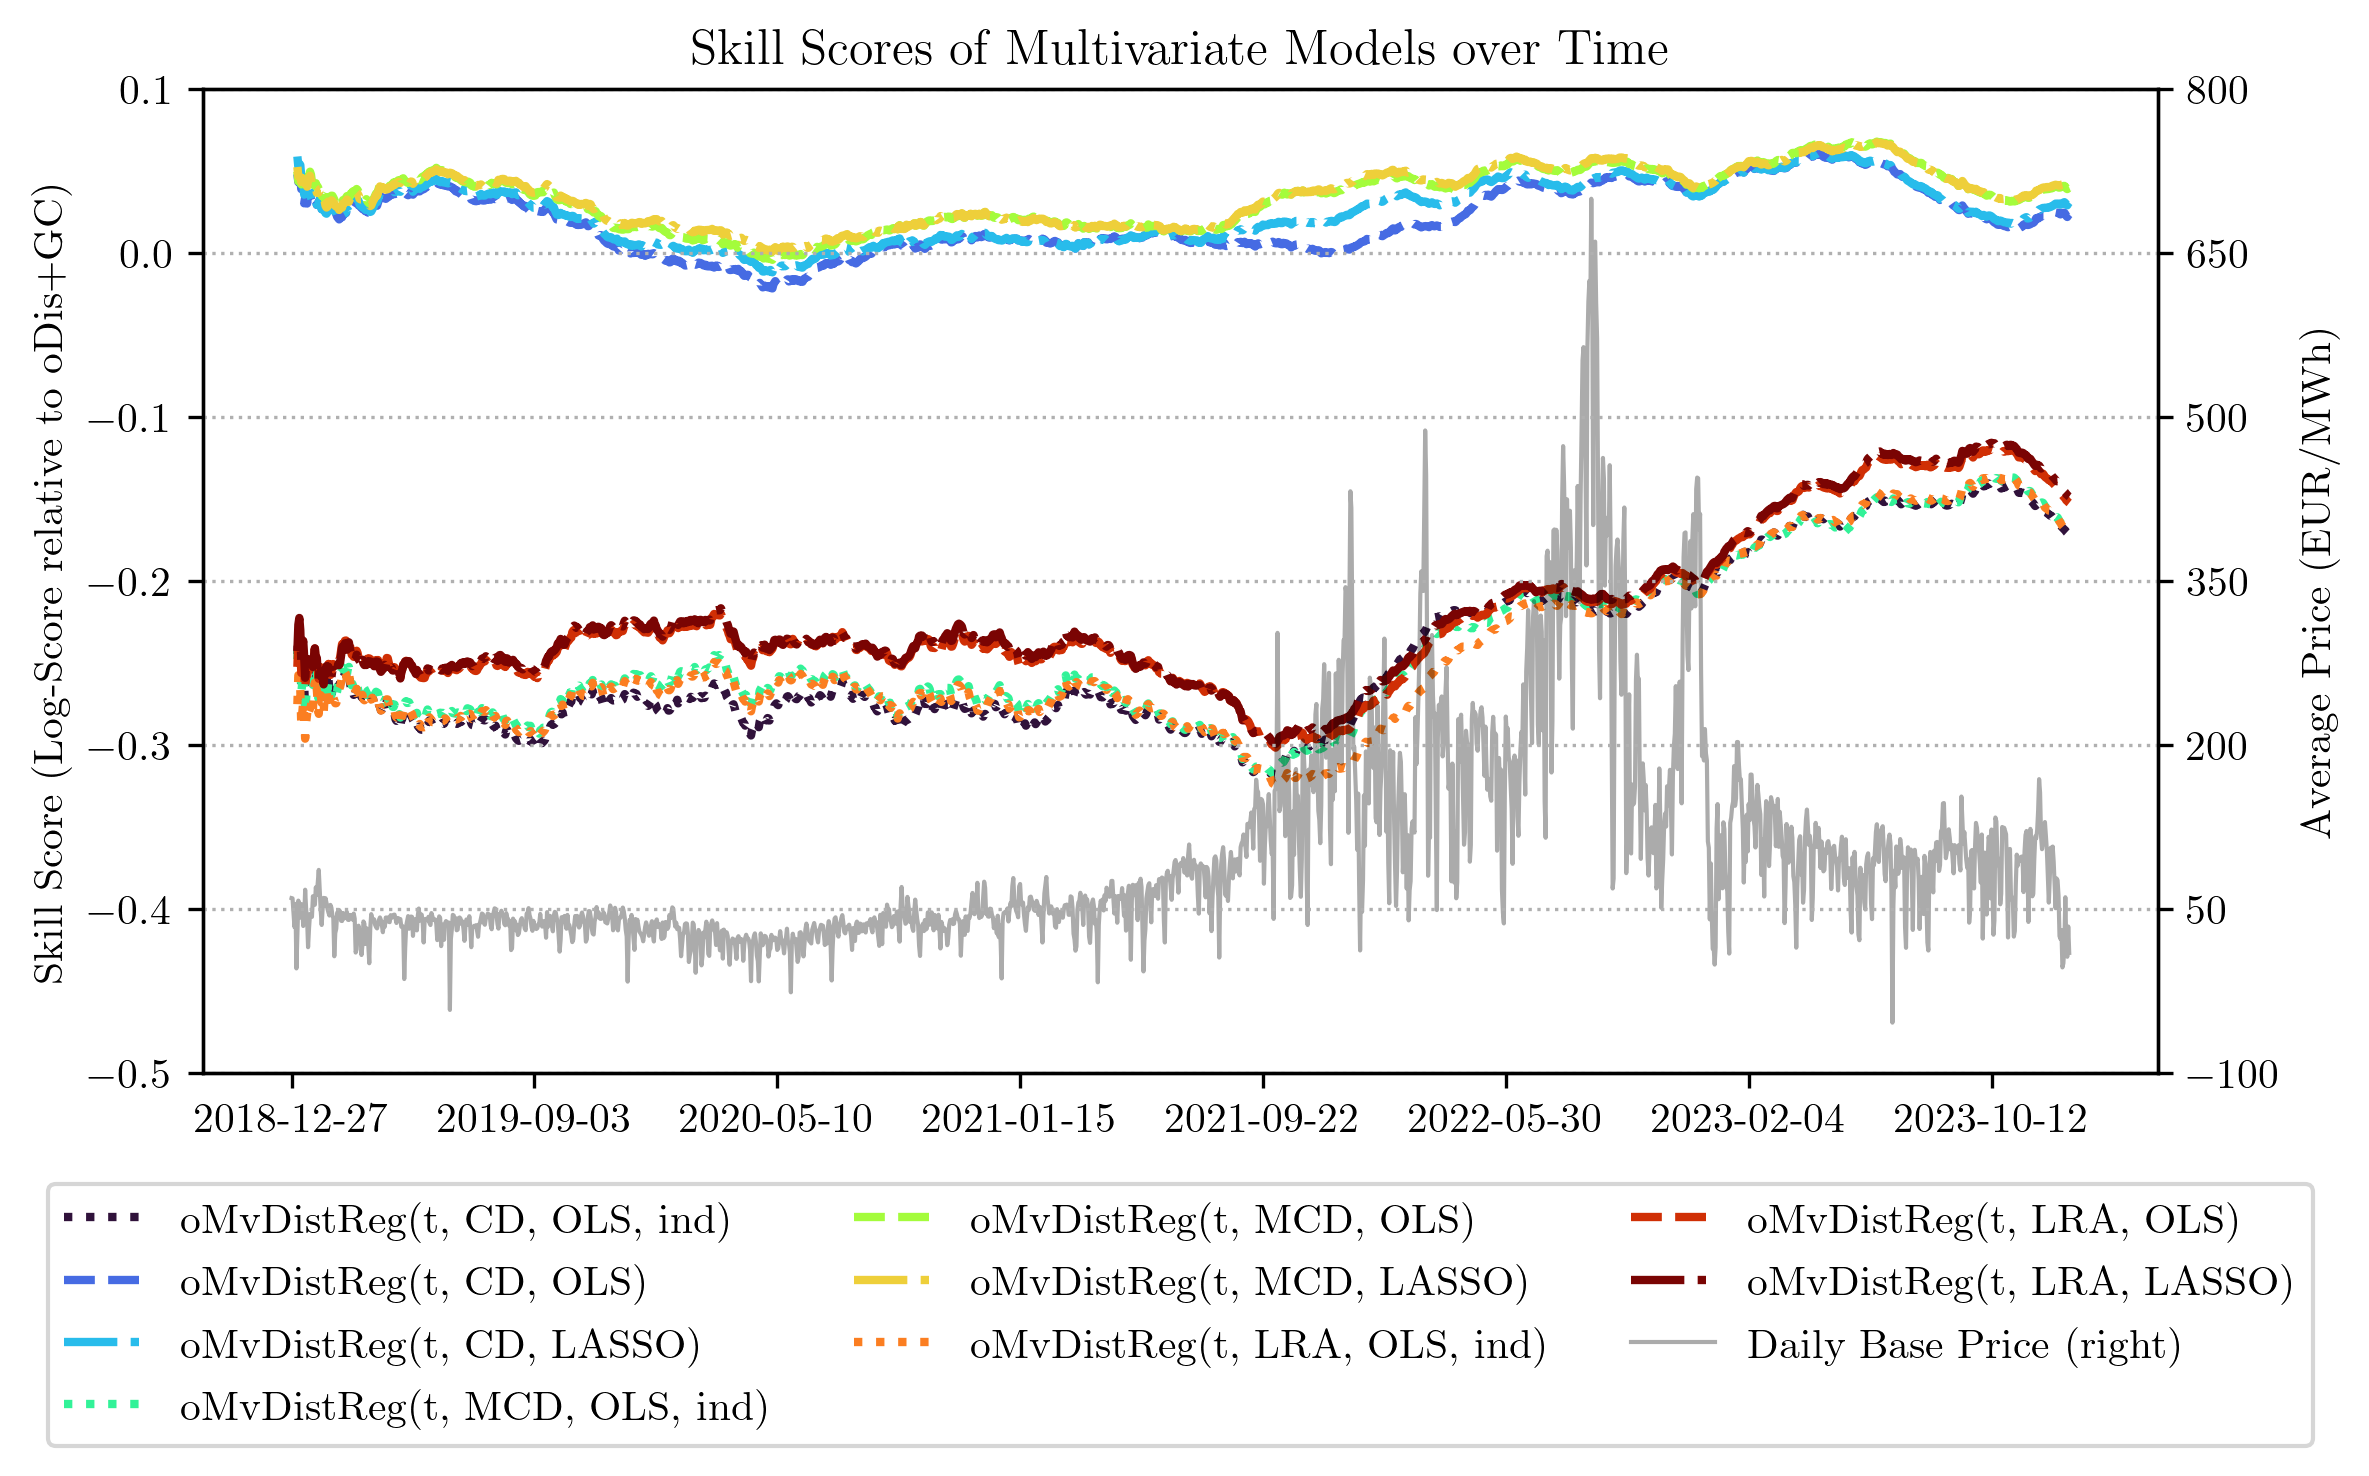 Skill Scores of Multivariate Models over Time
0.1
0.0
−0.1
−0.2
−0.3
−0.4
−0.5
Skill Score (Log-Score relative to oDis+GC)
800
650
500
350
200
50
−100
Average Price (EUR/MWh)
2018-12-27 2019-09-03 2020-05-10 2021-01-15 2021-09-22 2022-05-30 2023-02-04 2023-10-12
oMvDistReg(t, CD, OLS, ind)
oMvDistReg(t, CD, OLS)
oMvDistReg(t, CD, LASSO)
oMvDistReg(t, MCD, OLS, ind)
oMvDistReg(t, MCD, OLS)
oMvDistReg(t, MCD, LASSO)
oMvDistReg(t, LRA, OLS, ind)
oMvDistReg(t, LRA, OLS)
oMvDistReg(t, LRA, LASSO)
Daily Base Price (right)